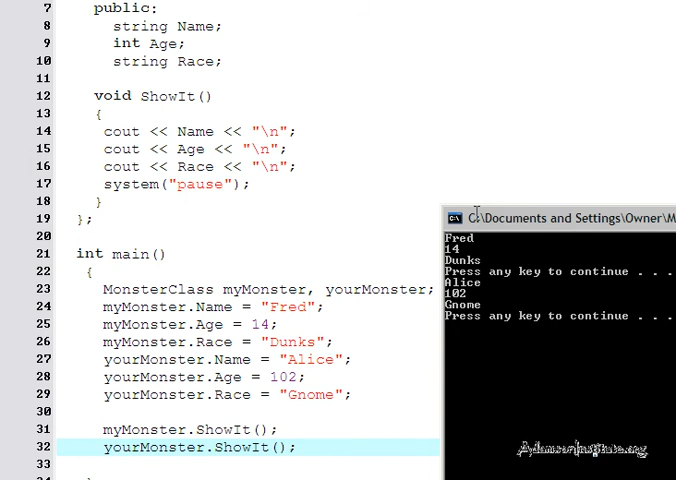 7 public:
8 string Name;
9 int Age;
10 string Race;
11
12 void ShowIt()
13 {
14 cout << Name << "\n";
15 cout << Age << "\n";
16 cout << Race << "\n";
17 system("pause");
18 }
19 };
20
21 int main()
22 {
23 MonsterClass myMonster, yourMonster;
24 myMonster.Name = "Fred";
25 myMonster.Age = 14;
26 myMonster.Race = "Dunks";
27 yourMonster.Name = "Alice";
28 yourMonster.Age = 102;
29 yourMonster.Race = "Gnome";
30
31 myMonster.ShowIt();
32 yourMonster.ShowIt();
33
C:\Documents and Settings\Owner\M
Fred
14
Dunks
Press any key to continue . . .
Alice
102
Gnome
Press any key to continue . . .